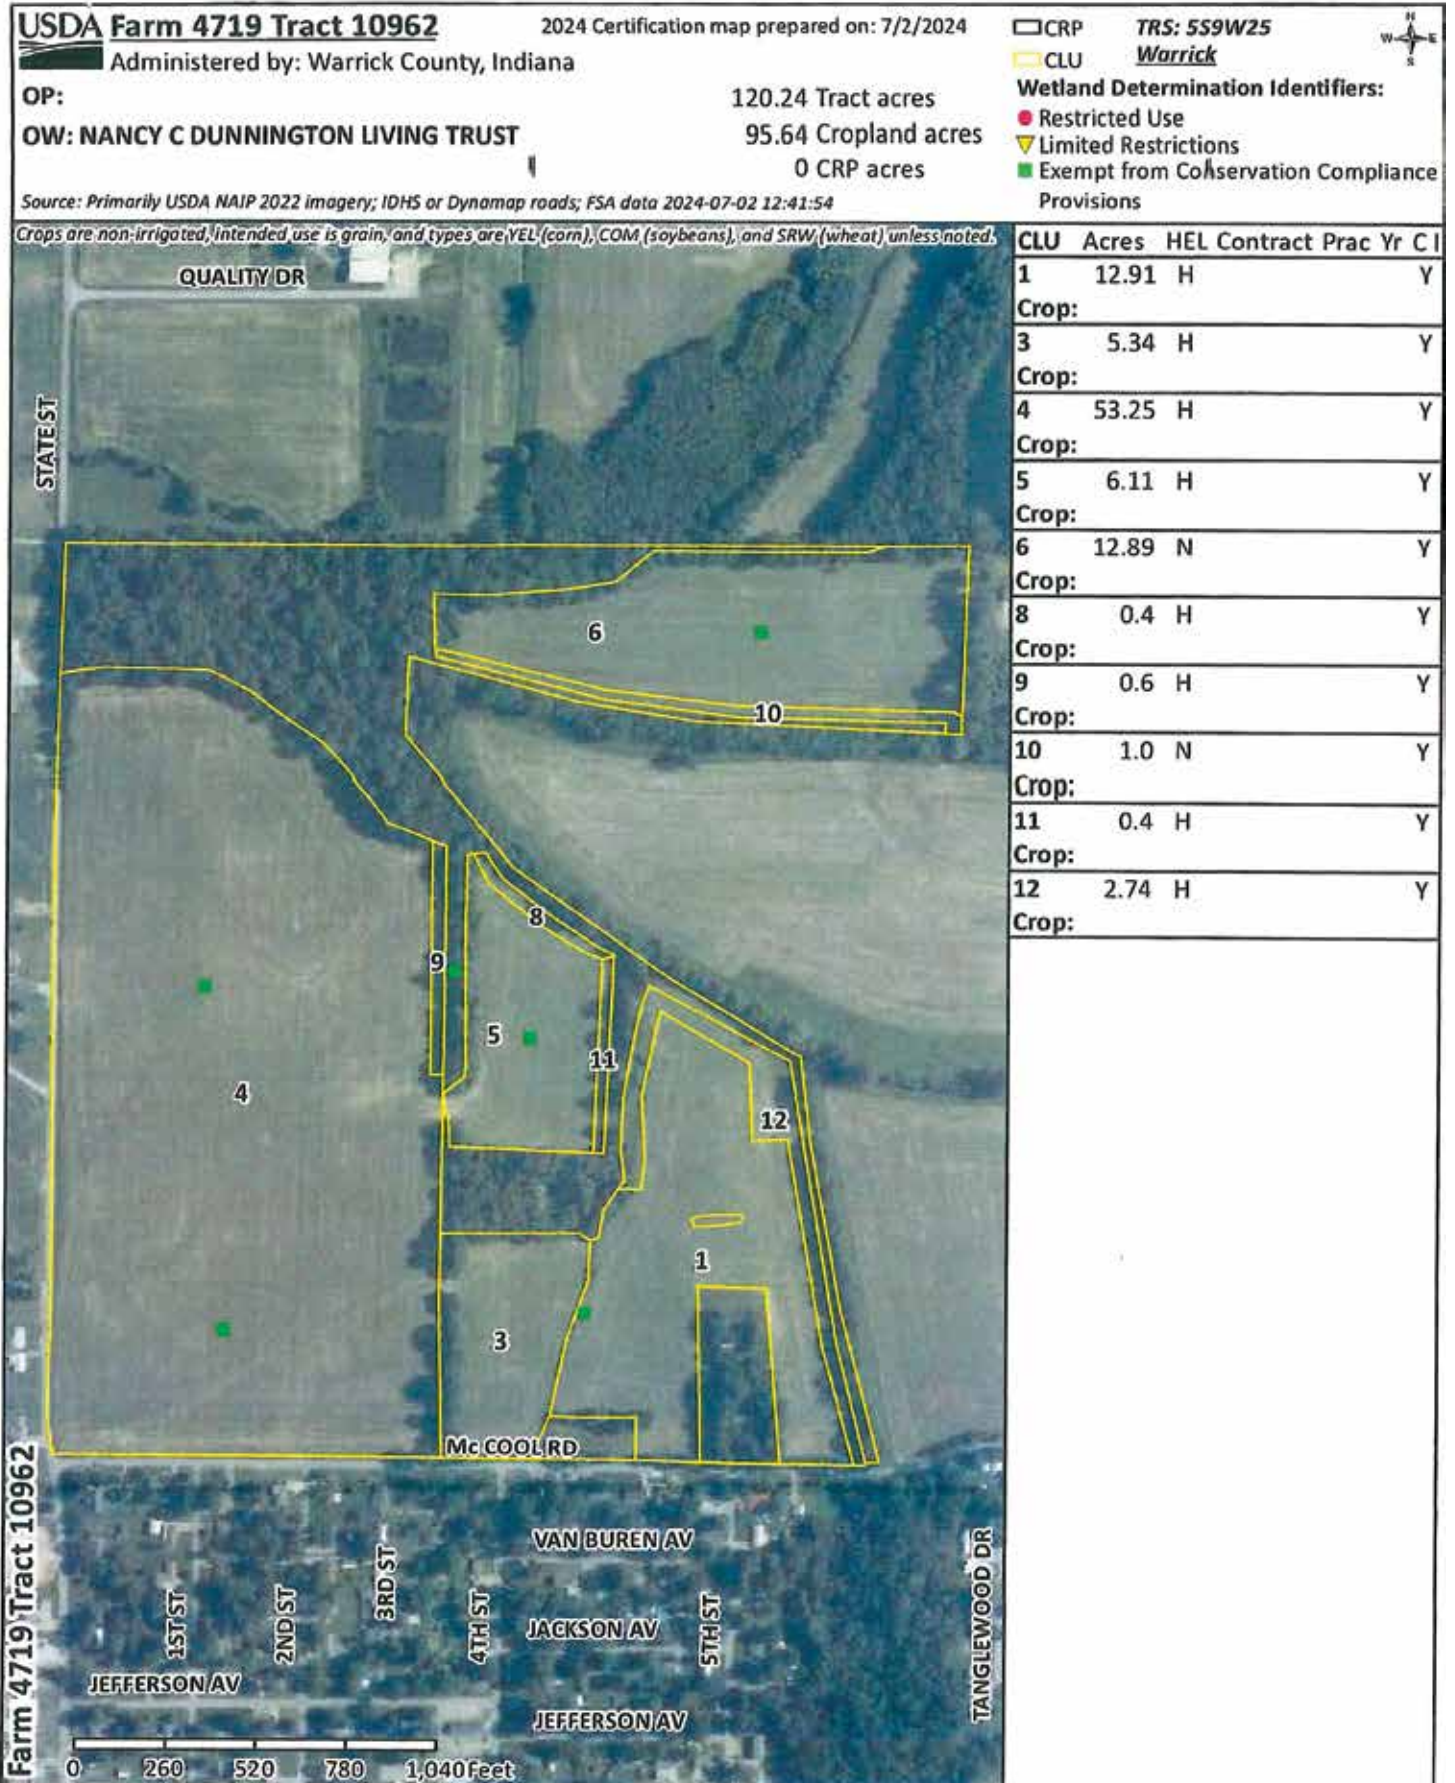 USDA Farm 4719 Tract 10962
2024 Certification map prepared on: 7/2/2024
Administered by: Warrick County, Indiana
OP:
120.24 Tract acres
OW: NANCY C DUNNINGTON LIVING TRUST
95.64 Cropland acres
0 CRP acres
Source: Primarily USDA NAIP 2022 imagery; IDHS or Dynamap roads; FSA data 2024-07-02 12:41:54
CRP
TRS: 5S9W25
CLU
Warrick
N
W E
S
Wetland Determination Identifiers:
Restricted Use
Limited Restrictions
Exempt from Conservation Compliance
Provisions
Crops are non-irrigated, intended use is grain, and types are YEL (corn), COM (soybeans), and SRW (wheat) unless noted.
CLU Acres HEL Contract Prac Yr C I
1 12.91 H Y
Crop:
3 5.34 H Y
Crop:
4 53.25 H Y
Crop:
5 6.11 H Y
Crop:
6 12.89 N Y
Crop:
8 0.4 H Y
Crop:
9 0.6 H Y
Crop:
10 1.0 N Y
Crop:
11 0.4 H Y
Crop:
12 2.74 H Y
Crop:
QUALITY DR
STATE ST
6
10
8
9
5
11
4
12
1
3
Mc COOL RD
VAN BUREN AV
1ST ST
2ND ST
3RD ST
4TH ST
JACKSON AV
5TH ST
TANGLEWOOD DR
JEFFERSON AV
JEFFERSON AV
0 260 520 780 1,040 Feet
Farm 4719 Tract 10962